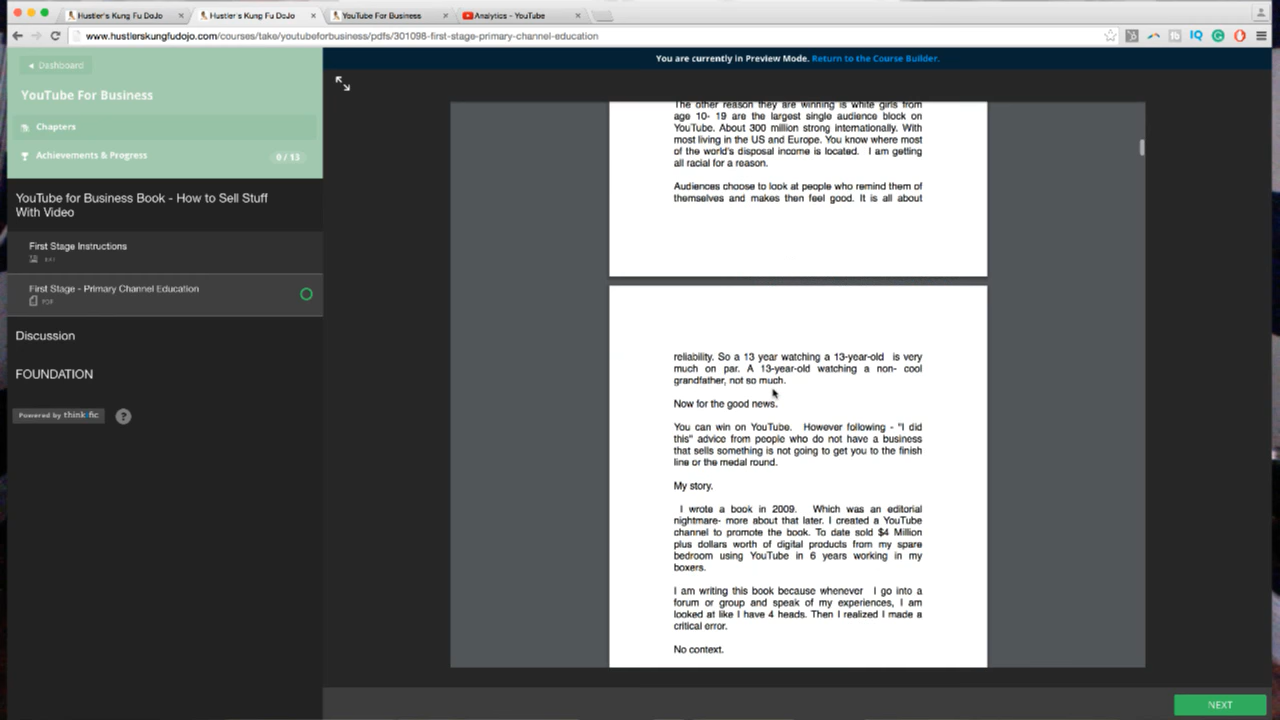 Hustler's Kung Fu DoJo
Hustler's Kung Fu DoJo
YouTube For Business
Analytics - YouTube
www.hustlerskungfudojo.com/courses/take/youtubeforbusiness/pdfs/301098-first-stage-primary-channel-education
IQ
You are currently in Preview Mode. Return to the Course Builder.
Dashboard
YouTube For Business
Chapters
Achievements & Progress
0 / 13
YouTube for Business Book - How to Sell Stuff
With Video
First Stage Instructions
First Stage - Primary Channel Education
PDF
Discussion
FOUNDATION
Powered by thinkific
?
The other reason they are winning is white girls from
age 10- 19 are the largest single audience block on
YouTube. About 300 million strong internationally. With
most living in the US and Europe. You know where most
of the world's disposal income is located. I am getting
all racial for a reason.
Audiences choose to look at people who remind them of
themselves and makes then feel good. It is all about
reliability. So a 13 year watching a 13-year-old is very
much on par. A 13-year-old watching a non- cool
grandfather, not so much.
Now for the good news.
You can win on YouTube. However following - "I did
this" advice from people who do not have a business
that sells something is not going to get you to the finish
line or the medal round.
My story.
I wrote a book in 2009. Which was an editorial
nightmare- more about that later. I created a YouTube
channel to promote the book. To date sold $4 Million
plus dollars worth of digital products from my spare
bedroom using YouTube in 6 years working in my
boxers.
I am writing this book because whenever I go into a
forum or group and speak of my experiences, I am
looked at like I have 4 heads. Then I realized I made a
critical error.
No context.
NEXT